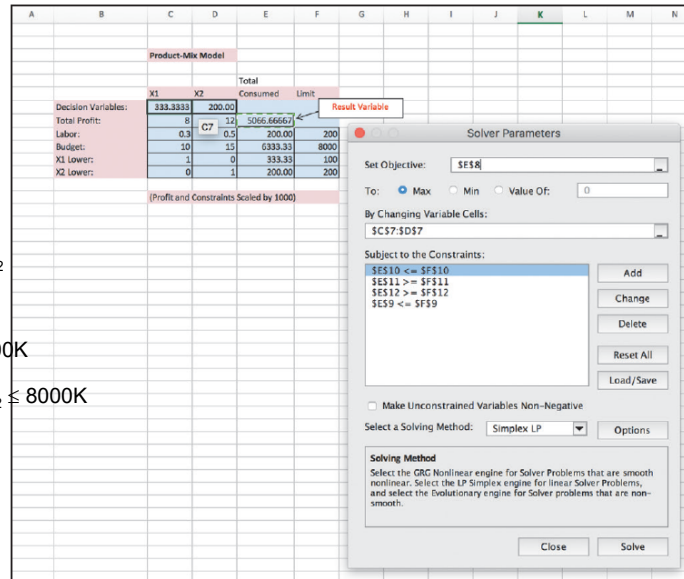 A B C D E F G H I J K L M N
Product-Mix Model
Total
X1 X2 Consumed Limit
Decision Variables: 333.3333 200.00
Result Variable
Total Profit: 8 12 5066.66667
C7
Labor: 0.3 0.5 200.00 200
Budget: 10 15 6333.33 8000
X1 Lower: 1 0 333.33 100
X2 Lower: 0 1 200.00 200
(Profit and Constraints Scaled by 1000)
2
00K
2 ≤ 8000K
Solver Parameters
Set Objective: $E$8
To: Max Min Value Of: 0
By Changing Variable Cells:
$C$7:$D$7
Subject to the Constraints:
$E$10 <= $F$10
$E$11 >= $F$11
$E$12 >= $F$12
$E$9 <= $F$9
Add
Change
Delete
Reset All
Load/Save
Make Unconstrained Variables Non-Negative
Select a Solving Method: Simplex LP Options
Solving Method
Select the GRG Nonlinear engine for Solver Problems that are smooth
nonlinear. Select the LP Simplex engine for linear Solver Problems,
and select the Evolutionary engine for Solver problems that are non-
smooth.
Close Solve